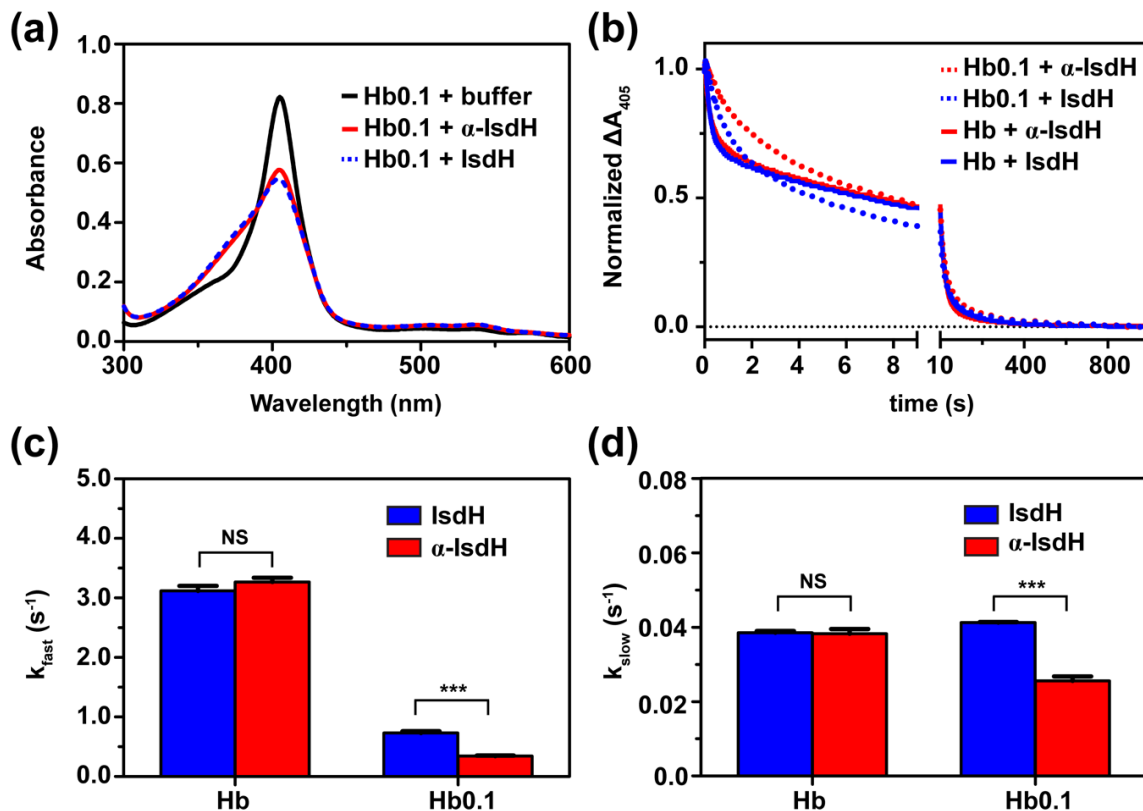 (a)
1.0
0.8
0.6
0.4
0.2
0.0
Absorbance
Hb0.1 + buffer
Hb0.1 + α-IsdH
Hb0.1 + IsdH
300
400
500
600
Wavelength (nm)
(b)
1.0
0.5
0.0
Normalized ΔA405
Hb0.1 + α-IsdH
Hb0.1 + IsdH
Hb + α-IsdH
Hb + IsdH
0 2 4 6 8 10 400 800
time (s)
(c)
5.0
4.0
3.0
2.0
1.0
0.0
kfast (s-1)
IsdH
α-IsdH
NS
***
Hb
Hb0.1
(d)
0.08
0.06
0.04
0.02
0
kslow (s-1)
IsdH
α-IsdH
NS
***
Hb
Hb0.1